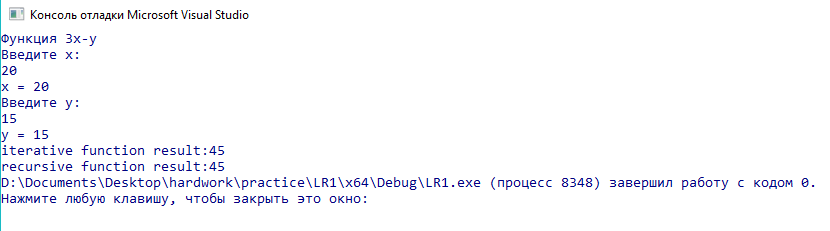 Консоль отладки Microsoft Visual Studio
Функция 3x-y
Введите x:
20
x = 20
Введите y:
15
y = 15
iterative function result:45
recursive function result:45
D:\Documents\Desktop\hardwork\practice\LR1\x64\Debug\LR1.exe (процесс 8348) завершил работу с кодом 0.
Нажмите любую клавишу, чтобы закрыть это окно: